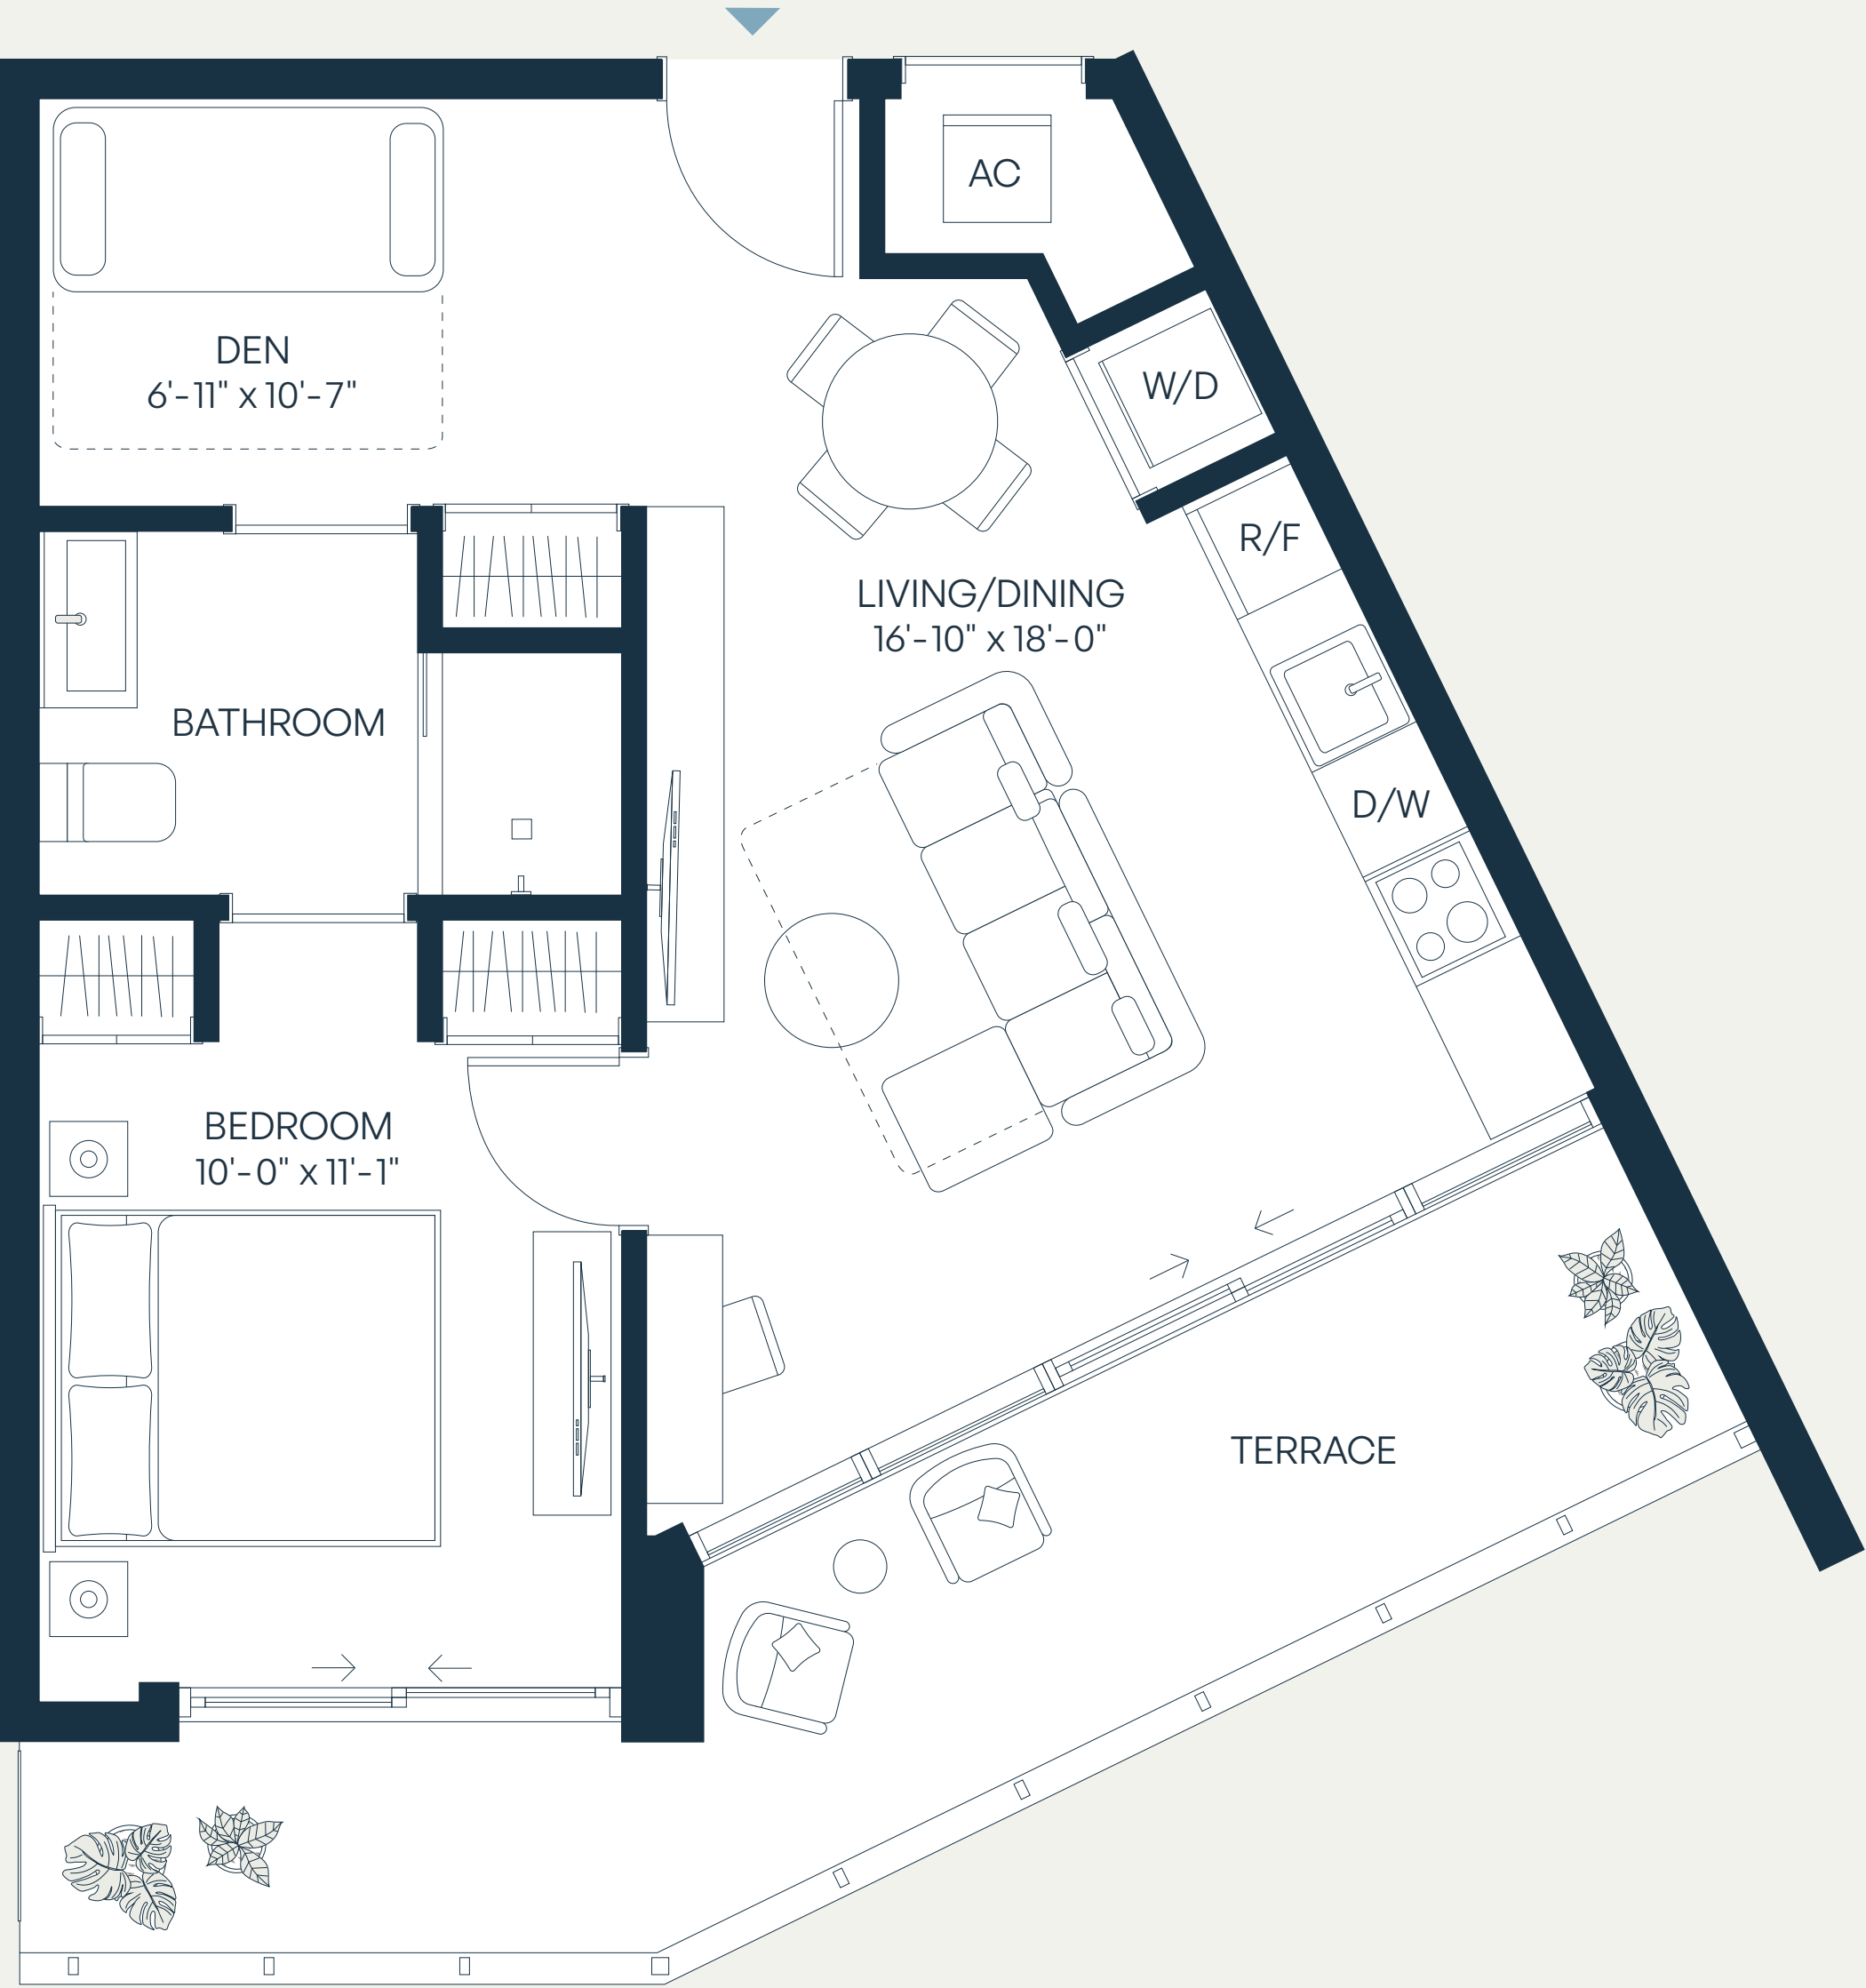 AC
DEN
6'-11" x 10'-7"
W/D
R/F
LIVING/DINING
16'-10" x 18'-0"
BATHROOM
D/W
BEDROOM
10'-0" x 11'-1"
TERRACE